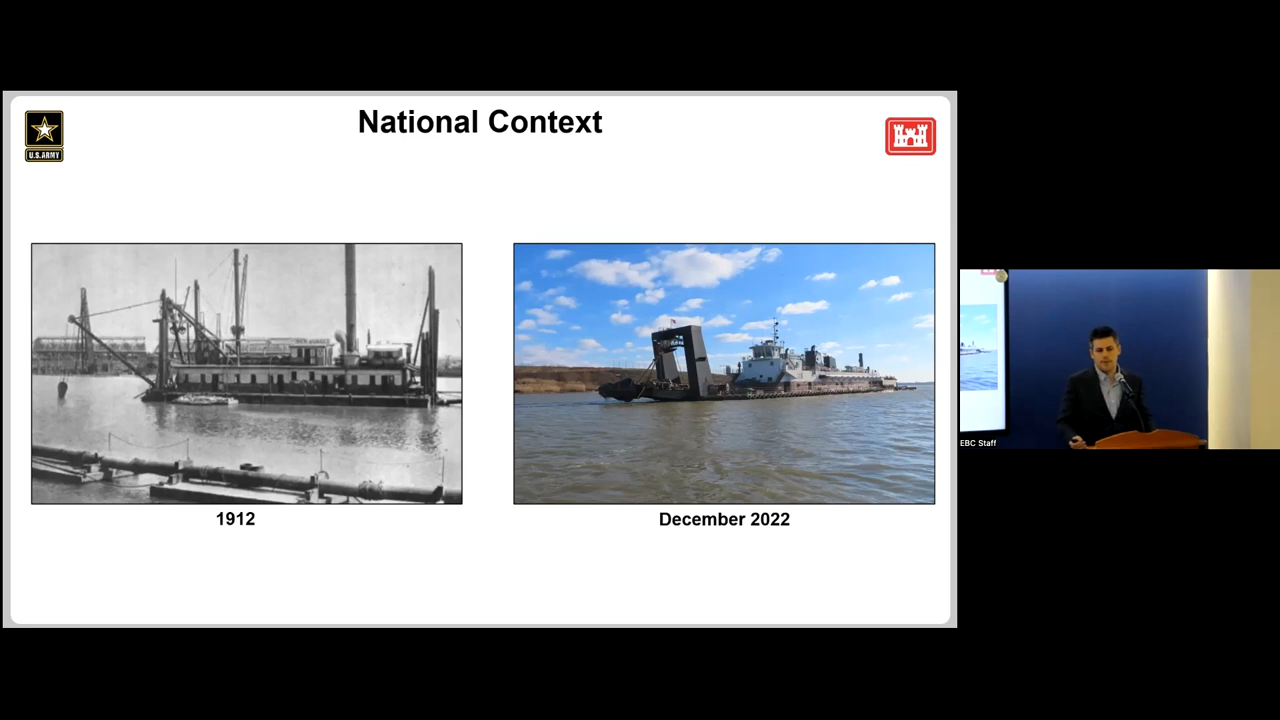 National Context
U.S.ARMY
1912
December 2022
EBC Staff